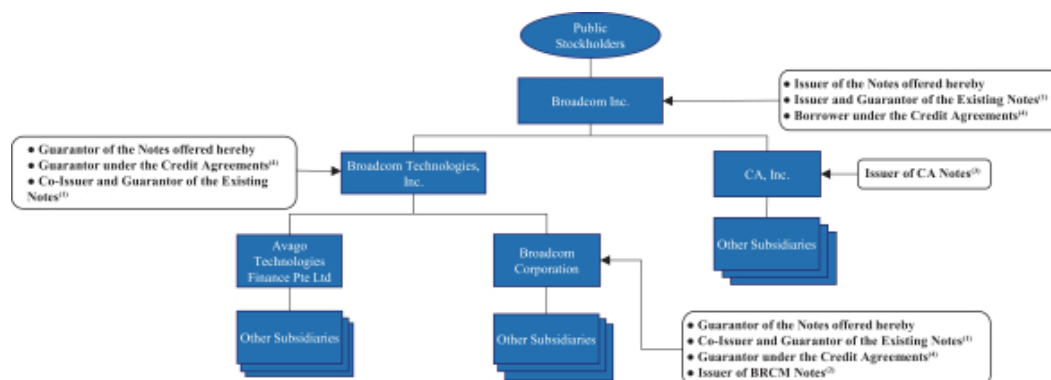 Public
Stockholders
Broadcom Inc.
● Issuer of the Notes offered hereby
● Issuer and Guarantor of the Existing Notes⁽¹⁾
● Borrower under the Credit Agreements⁽⁴⁾
● Guarantor of the Notes offered hereby
● Guarantor under the Credit Agreements⁽⁴⁾
● Co-Issuer and Guarantor of the Existing
Notes⁽¹⁾
Broadcom Technologies,
Inc.
CA, Inc.
Issuer of CA Notes⁽³⁾
Avago
Technologies
Finance Pte Ltd
Broadcom
Corporation
Other Subsidiaries
Other Subsidiaries
Other Subsidiaries
● Guarantor of the Notes offered hereby
● Co-Issuer and Guarantor of the Existing Notes⁽¹⁾
● Guarantor under the Credit Agreements⁽⁴⁾
● Issuer of BRCM Notes⁽²⁾